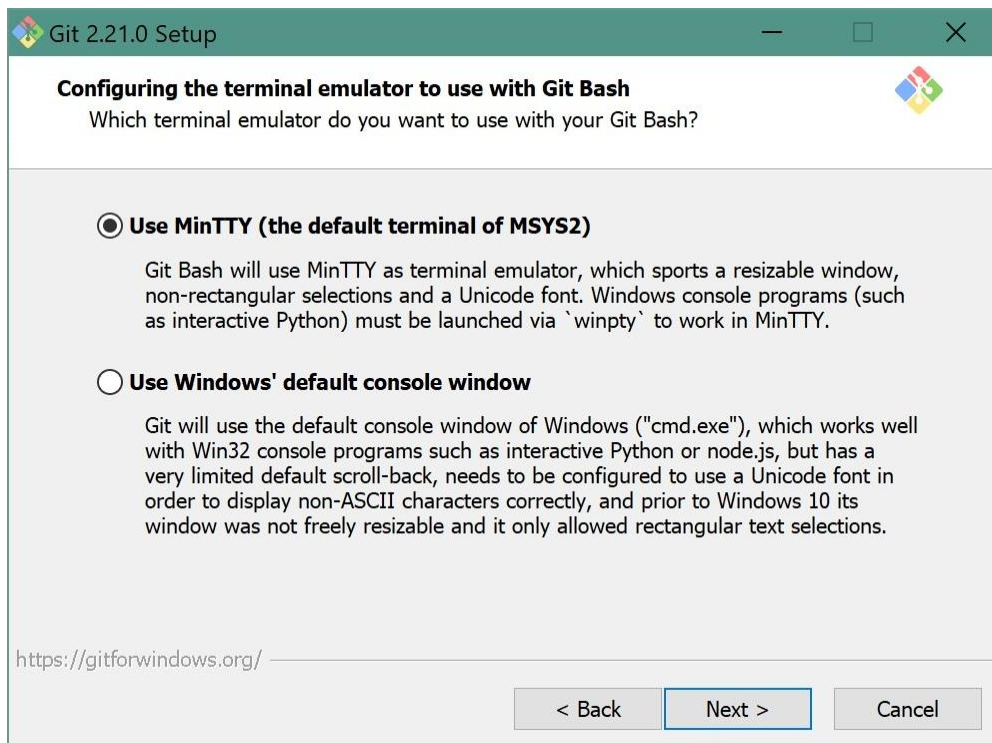 Git 2.21.0 Setup
Configuring the terminal emulator to use with Git Bash
Which terminal emulator do you want to use with your Git Bash?
Use MinTTY (the default terminal of MSYS2)
Git Bash will use MinTTY as terminal emulator, which sports a resizable window,
non-rectangular selections and a Unicode font. Windows console programs (such
as interactive Python) must be launched via `winpty` to work in MinTTY.
Use Windows' default console window
Git will use the default console window of Windows ("cmd.exe"), which works well
with Win32 console programs such as interactive Python or node.js, but has a
very limited default scroll-back, needs to be configured to use a Unicode font in
order to display non-ASCII characters correctly, and prior to Windows 10 its
window was not freely resizable and it only allowed rectangular text selections.
https://gitforwindows.org/
< Back
Next >
Cancel